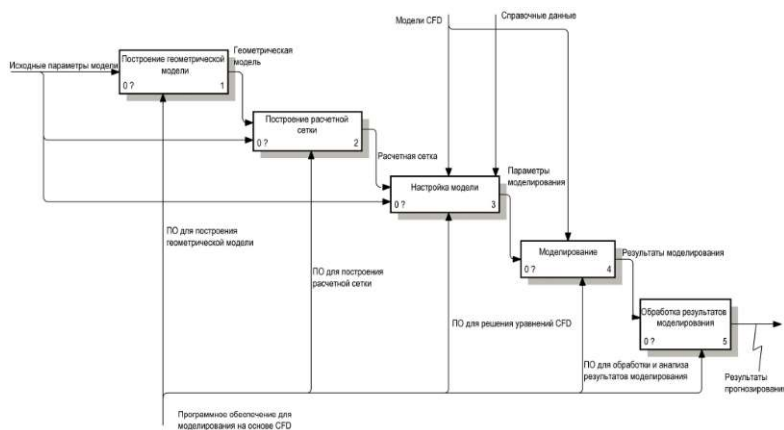 Модели CFD
Справочные данные
Исходные параметры модели
Построение геометрической
модели
0 ?
1
Геометрическая
модель
Построение расчетной
сетки
0 ?
2
Расчетная сетка
Настройка модели
0 ?
3
Параметры
моделирования
Моделирование
0 ?
4
Результаты моделирования
Обработка результатов
моделирования
0 ?
5
Результаты
прогнозирования
ПО для построения
геометрической модели
ПО для построения
расчетной сетки
ПО для решения уравнений CFD
ПО для обработки и анализа
результатов моделирования
Программное обеспечение для
моделирования на основе CFD